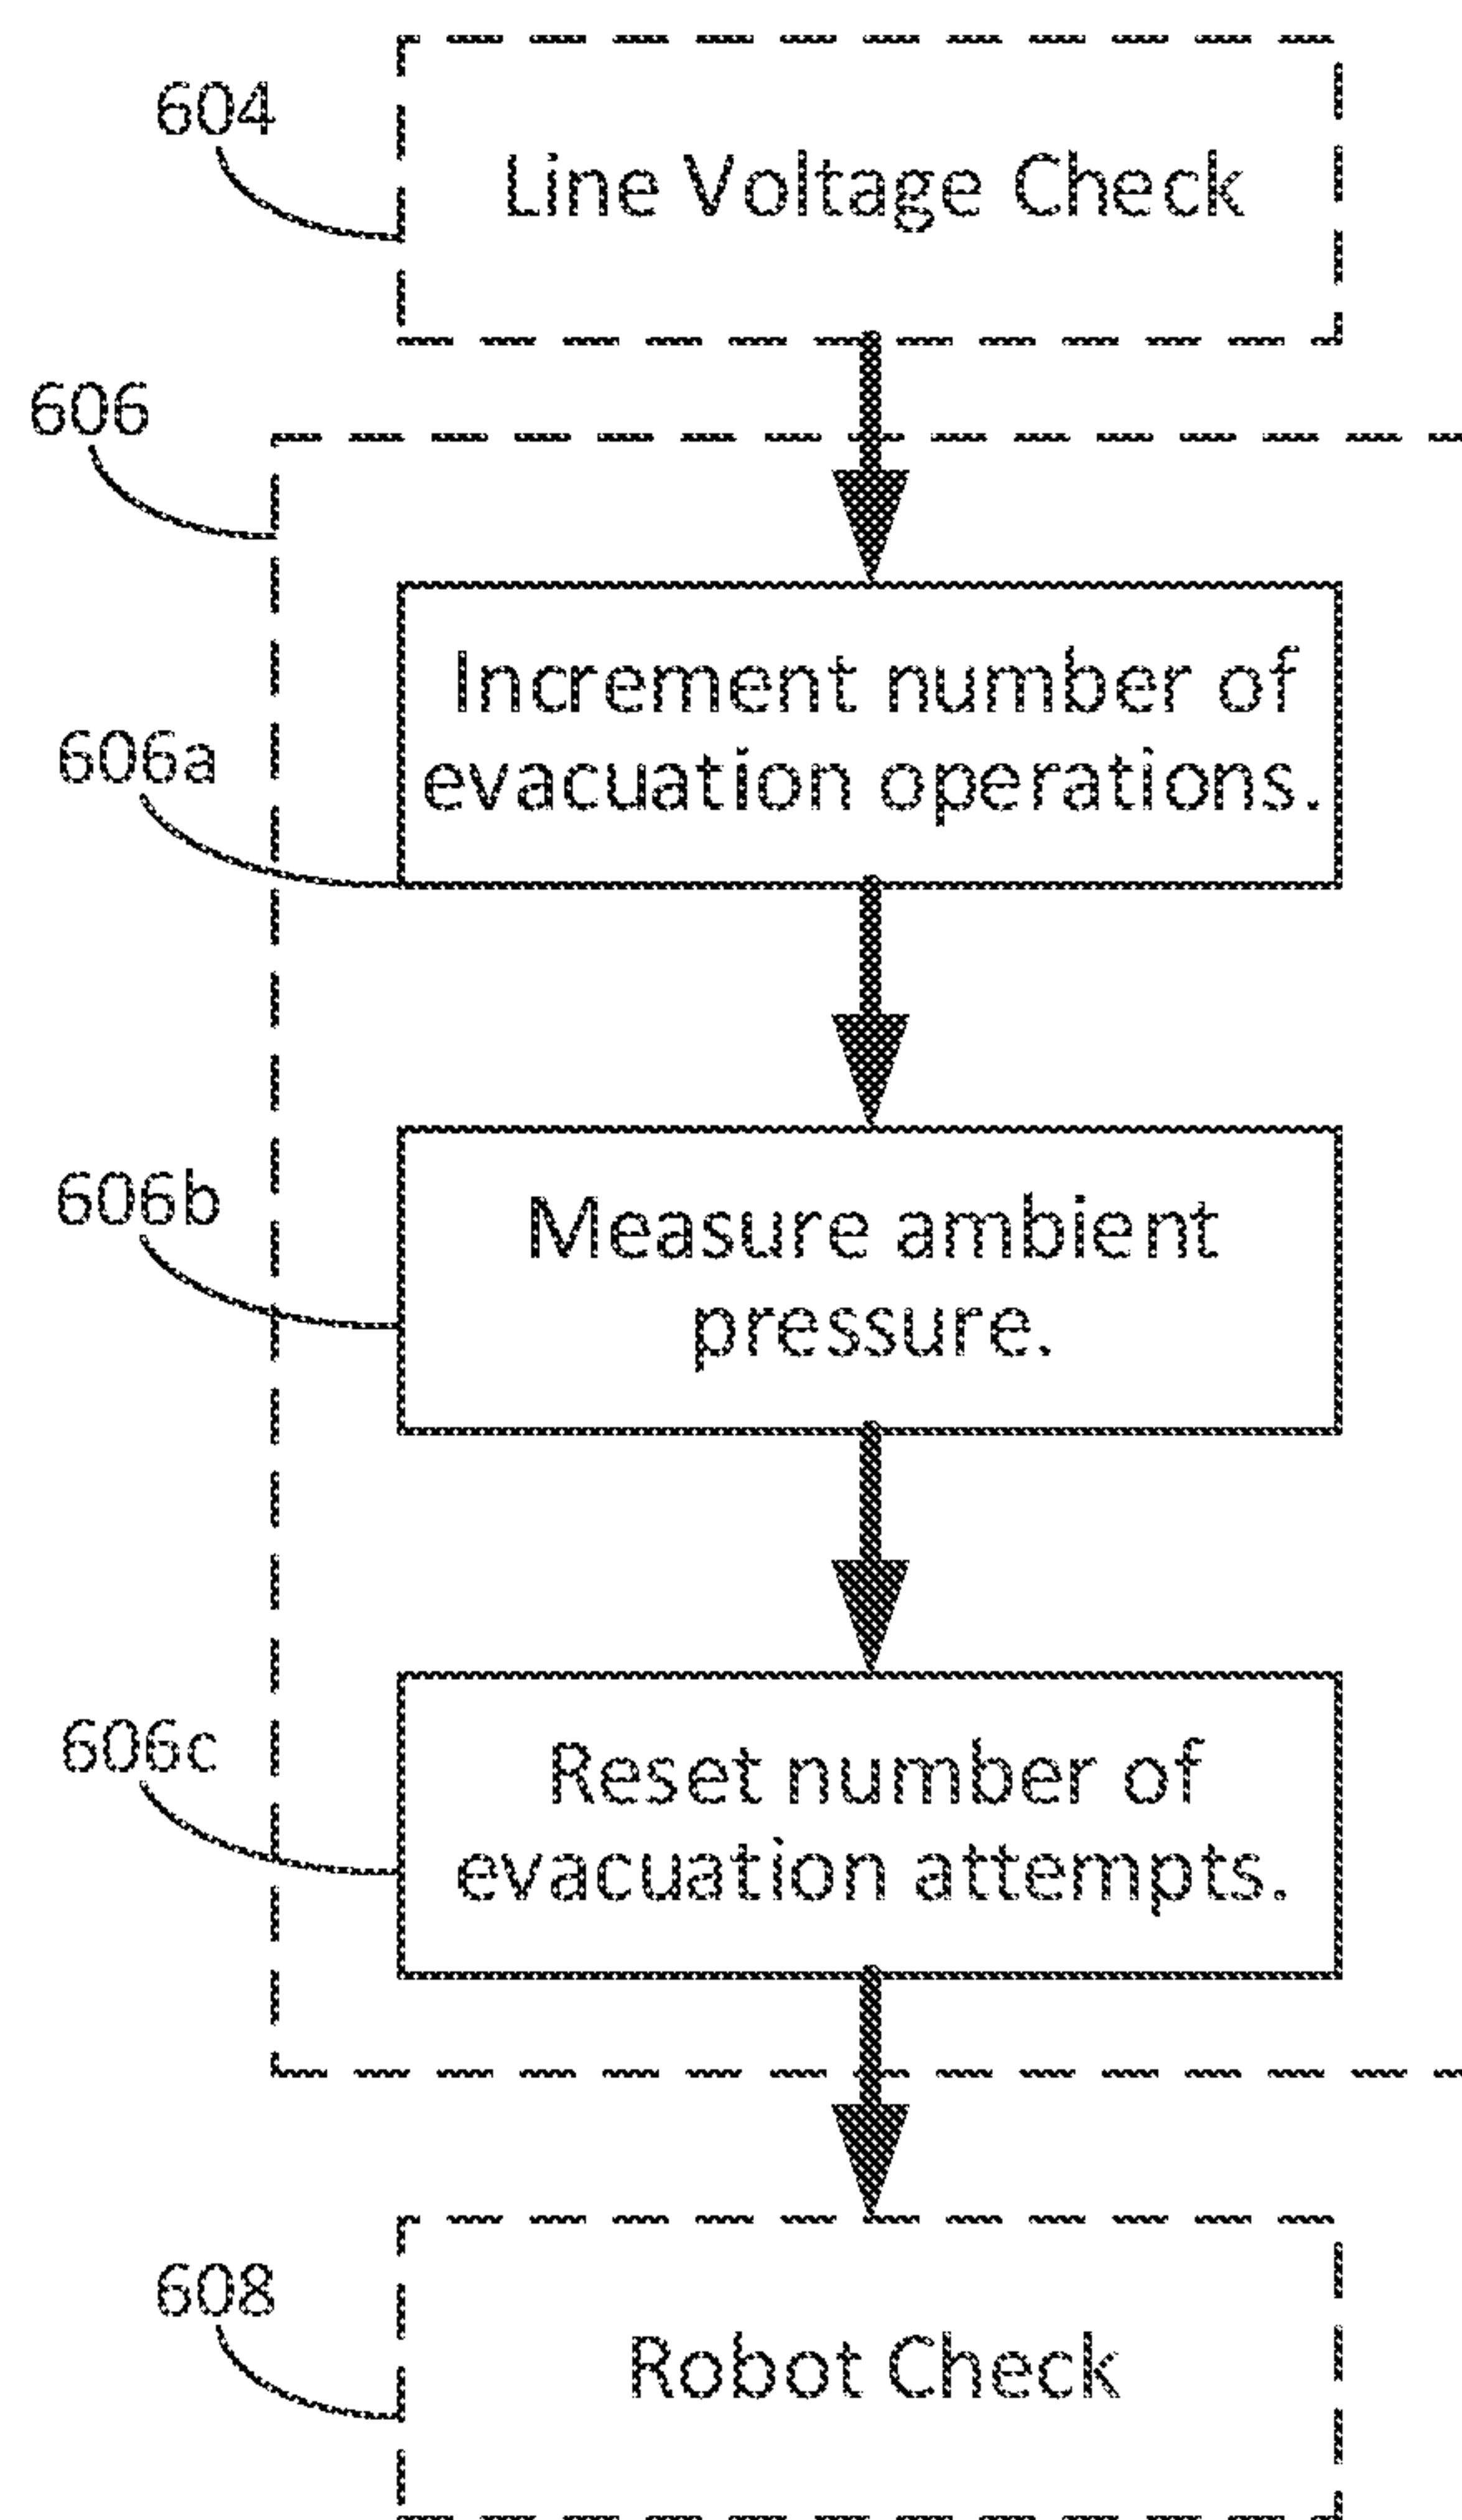 604
Line Voltage Check
606
Increment number of
evacuation operations.
606a
606b
Measure ambient
pressure.
606c
Reset number of
evacuation attempts.
608
Robot Check